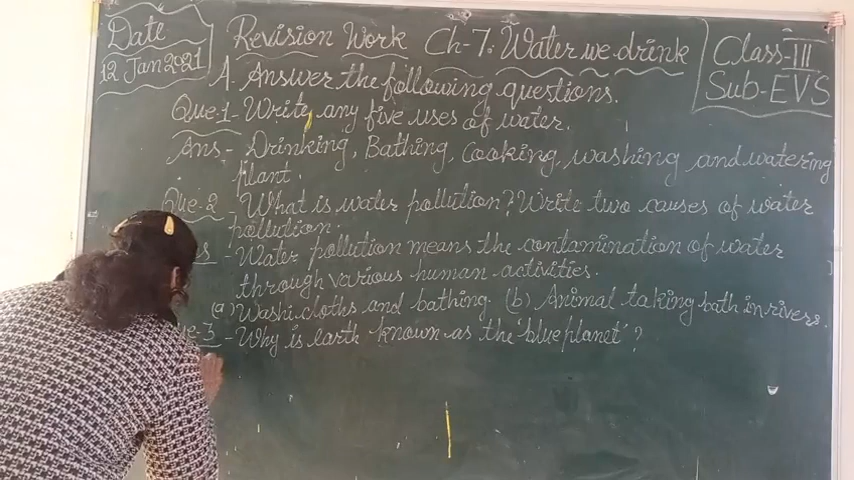 Date
12 Jan 2021
Revision Work Ch-7: Water we drink
Class-III
Sub-EVS
A. Answer the following questions.
Que-1- Write any five uses of water.
Ans- Drinking, Bathing, cooking, washing and watering
plant.
Que-2- What is water pollution? Write two causes of water
pollution.
s - Water pollution means the contamination of water
through various human activities.
(a) Washi cloths and bathing. (b) Animal taking bath in rivers.
e-3- Why is earth known as the 'blue planet'?